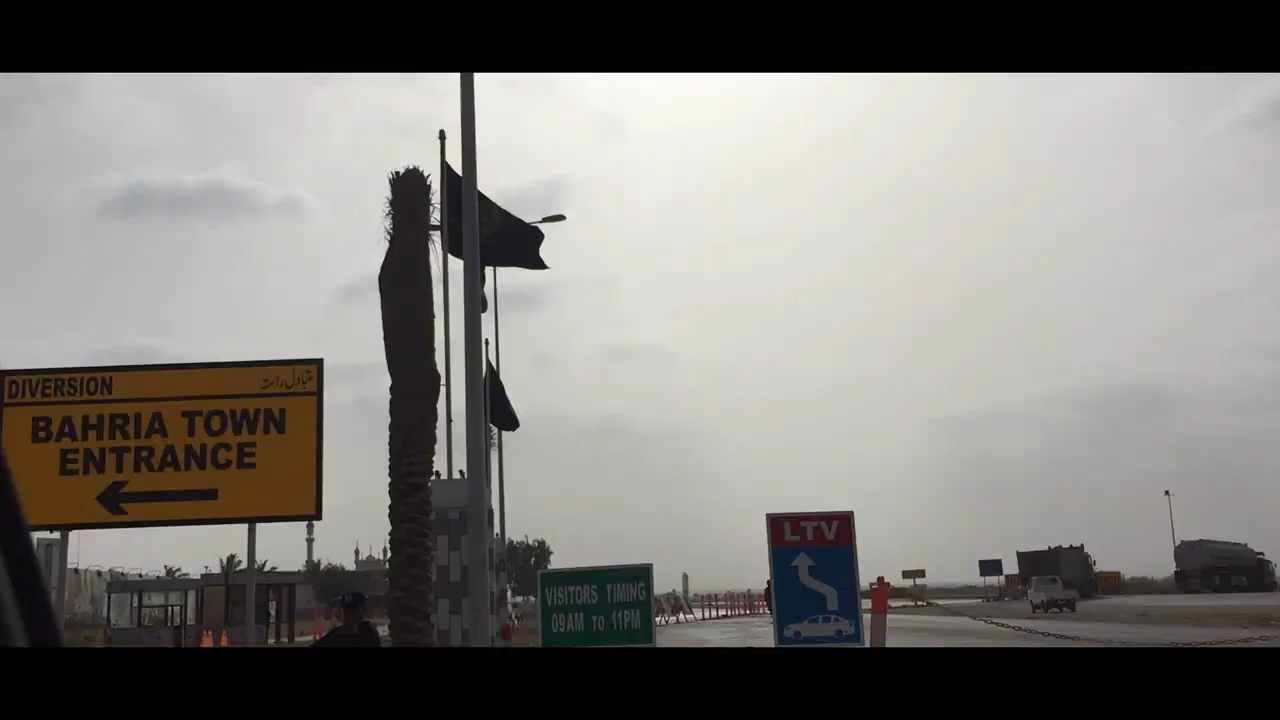 DIVERSION متبادل راستہ
BAHRIA TOWN
ENTRANCE
VISITORS TIMING
09AM TO 11PM
LTV